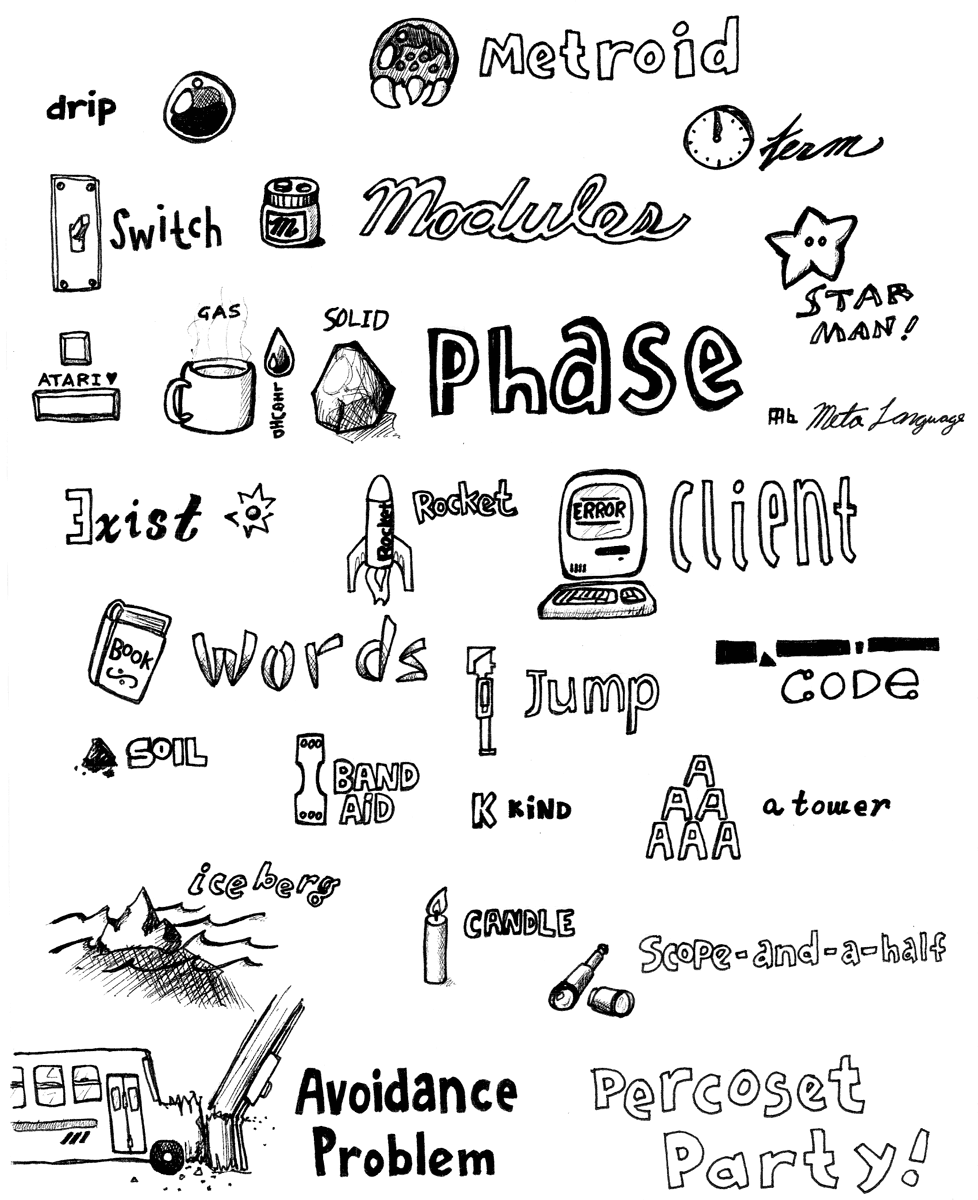 Metroid
drip
term
Switch
m
Modules
STAR
MAN!
GAS
SOLID
Phase
ATARI♥
ML Meta Language
Exist
Rocket
Rocket
ERROR
Client
BOOK
Words
Jump
CODE
SOIL
BAND
AID
K KIND
A
AA
AAA
a tower
iceberg
CANDLE
Scope-and-a-half
Avoidance
Problem
Percoset
Party!